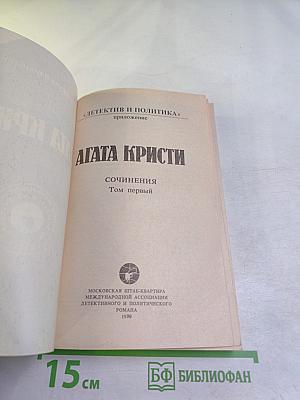 «ДЕТЕКТИВ И ПОЛИТИКА»
приложение
АГАТА КРИСТИ
СОЧИНЕНИЯ
Том первый
МОСКОВСКАЯ ШТАБ-КВАРТИРА
МЕЖДУНАРОДНОЙ АССОЦИАЦИИ
ДЕТЕКТИВНОГО И ПОЛИТИЧЕСКОГО
РОМАНА
1990
15 см
БФ БИБЛИОФАН